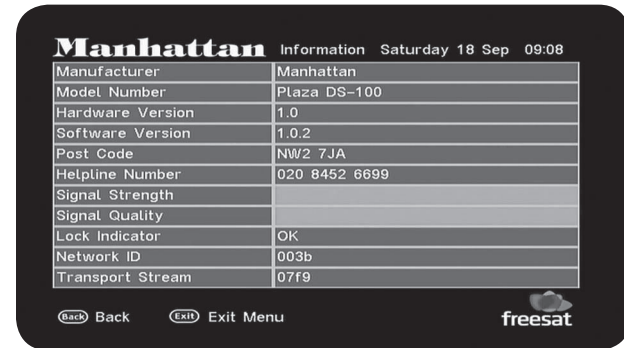 Manhattan Information Saturday 18 Sep 09:08
Manufacturer Manhattan
Model Number Plaza DS-100
Hardware Version 1.0
Software Version 1.0.2
Post Code NW2 7JA
Helpline Number 020 8452 6699
Signal Strength
Signal Quality
Lock Indicator OK
Network ID 003b
Transport Stream 07f9
Back Back Exit Exit Menu freesat